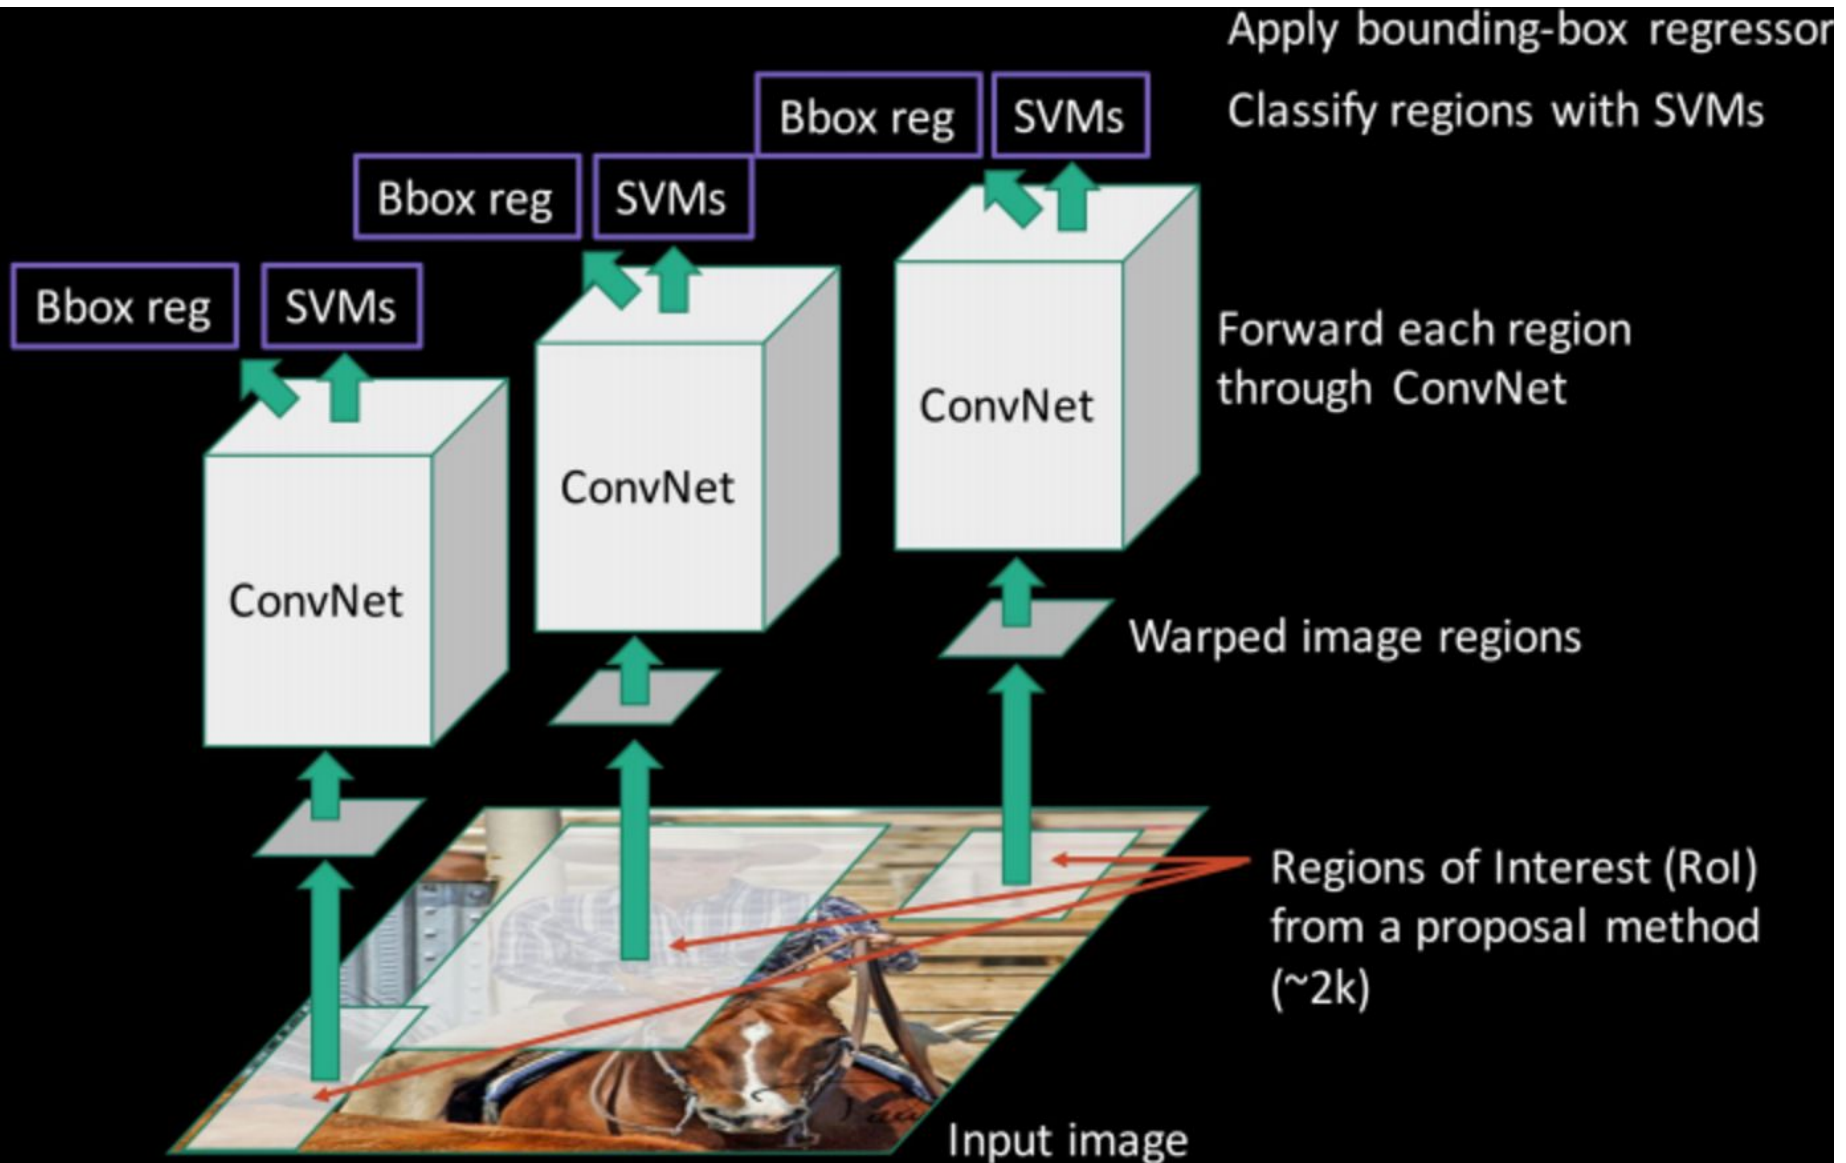 Apply bounding-box regressor
Classify regions with SVMs
Bbox reg
SVMs
Bbox reg
SVMs
Bbox reg
SVMs
Forward each region
through ConvNet
ConvNet
ConvNet
ConvNet
Warped image regions
Regions of Interest (RoI)
from a proposal method
(~2k)
Input image